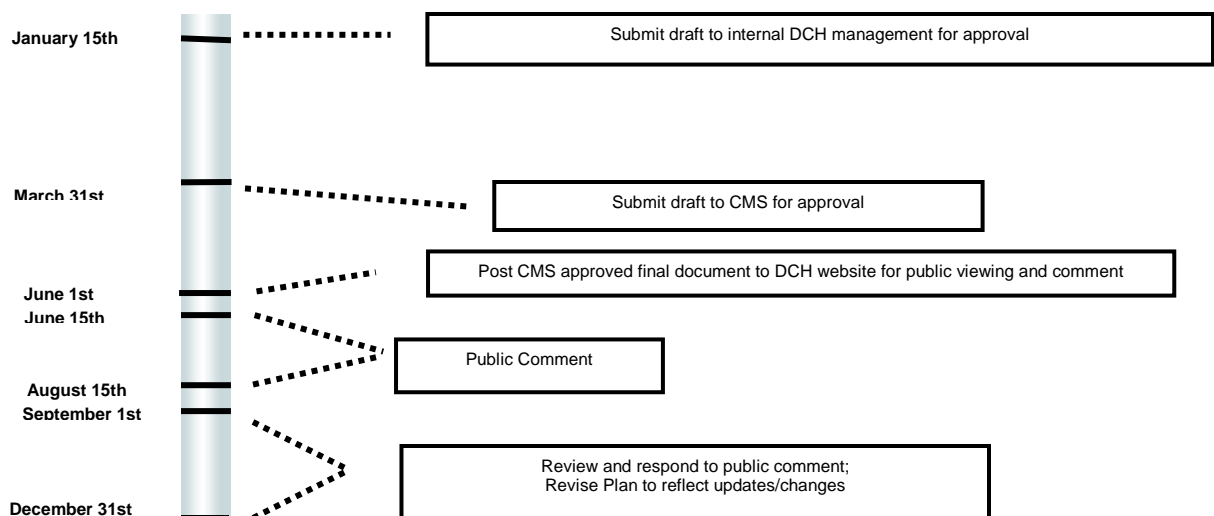 January 15th
Submit draft to internal DCH management for approval
March 31st
Submit draft to CMS for approval
Post CMS approved final document to DCH website for public viewing and comment
June 1st
June 15th
Public Comment
August 15th
September 1st
Review and respond to public comment;
Revise Plan to reflect updates/changes
December 31st